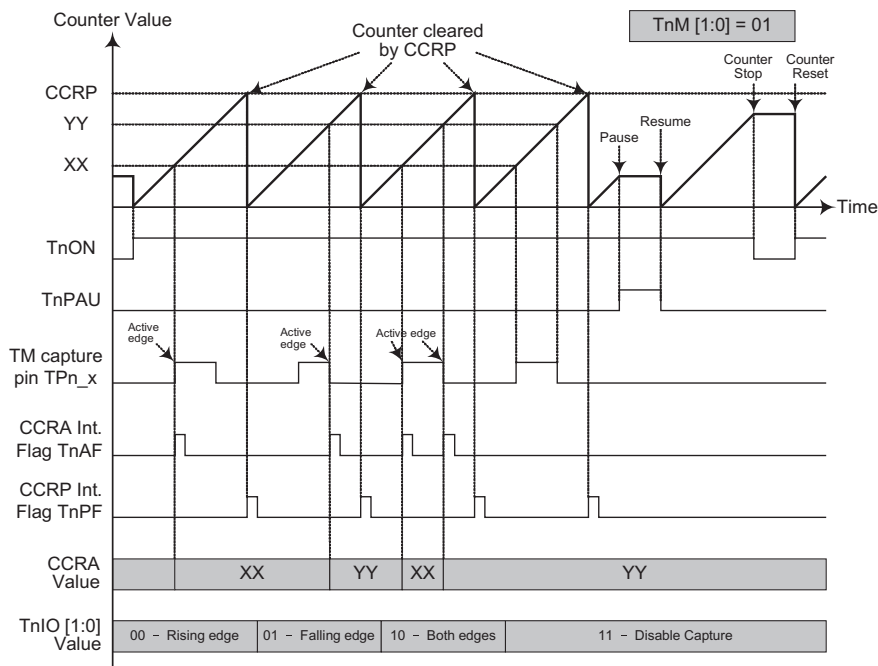 Counter Value
TnM [1:0] = 01
Counter cleared
by CCRP
Counter
Stop
Counter
Reset
CCRP
YY
XX
Pause
Resume
Time
TnON
TnPAU
Active
edge
Active
edge
Active edge
TM capture
pin TPn_x
CCRA Int.
Flag TnAF
CCRP Int.
Flag TnPF
CCRA
Value
XX
YY
XX
YY
TnIO [1:0]
Value
00 – Rising edge
01 – Falling edge
10 – Both edges
11 – Disable Capture